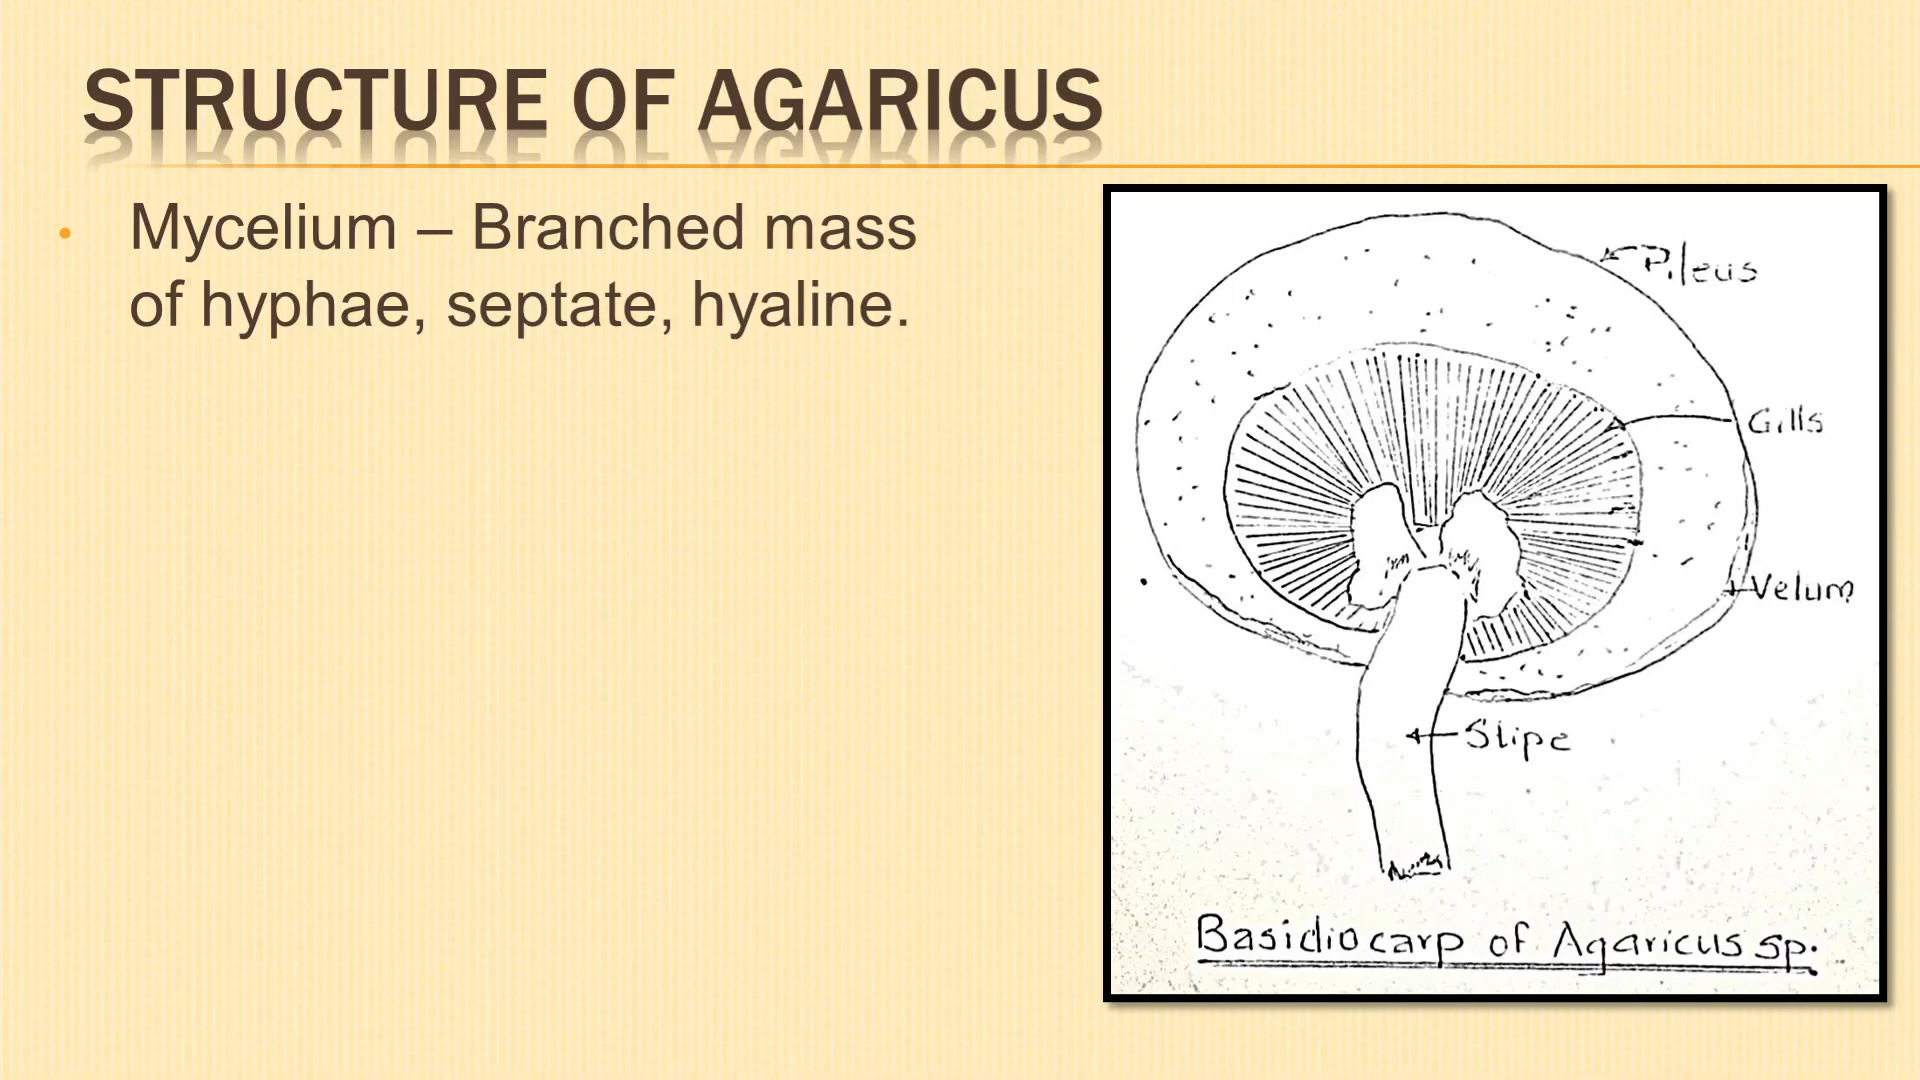 STRUCTURE OF AGARICUS
• Mycelium – Branched mass
of hyphae, septate, hyaline.
Pileus
Gills
Velum
Stipe
Basidiocarp of Agaricus sp.